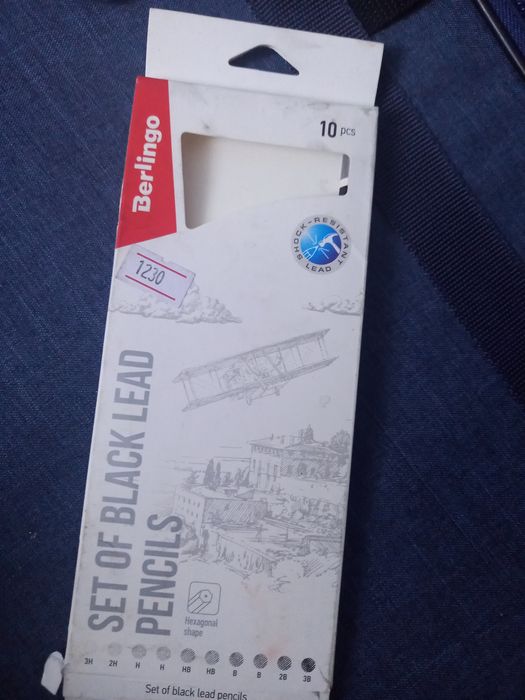 10 pcs
Berlingo
SHOCK-RESISTANT
LEAD
1230
SET OF BLACK LEAD
PENCILS
Hexagonal
shape
3H 2H H H HB HB B B 2B 3B
Set of black lead pencils